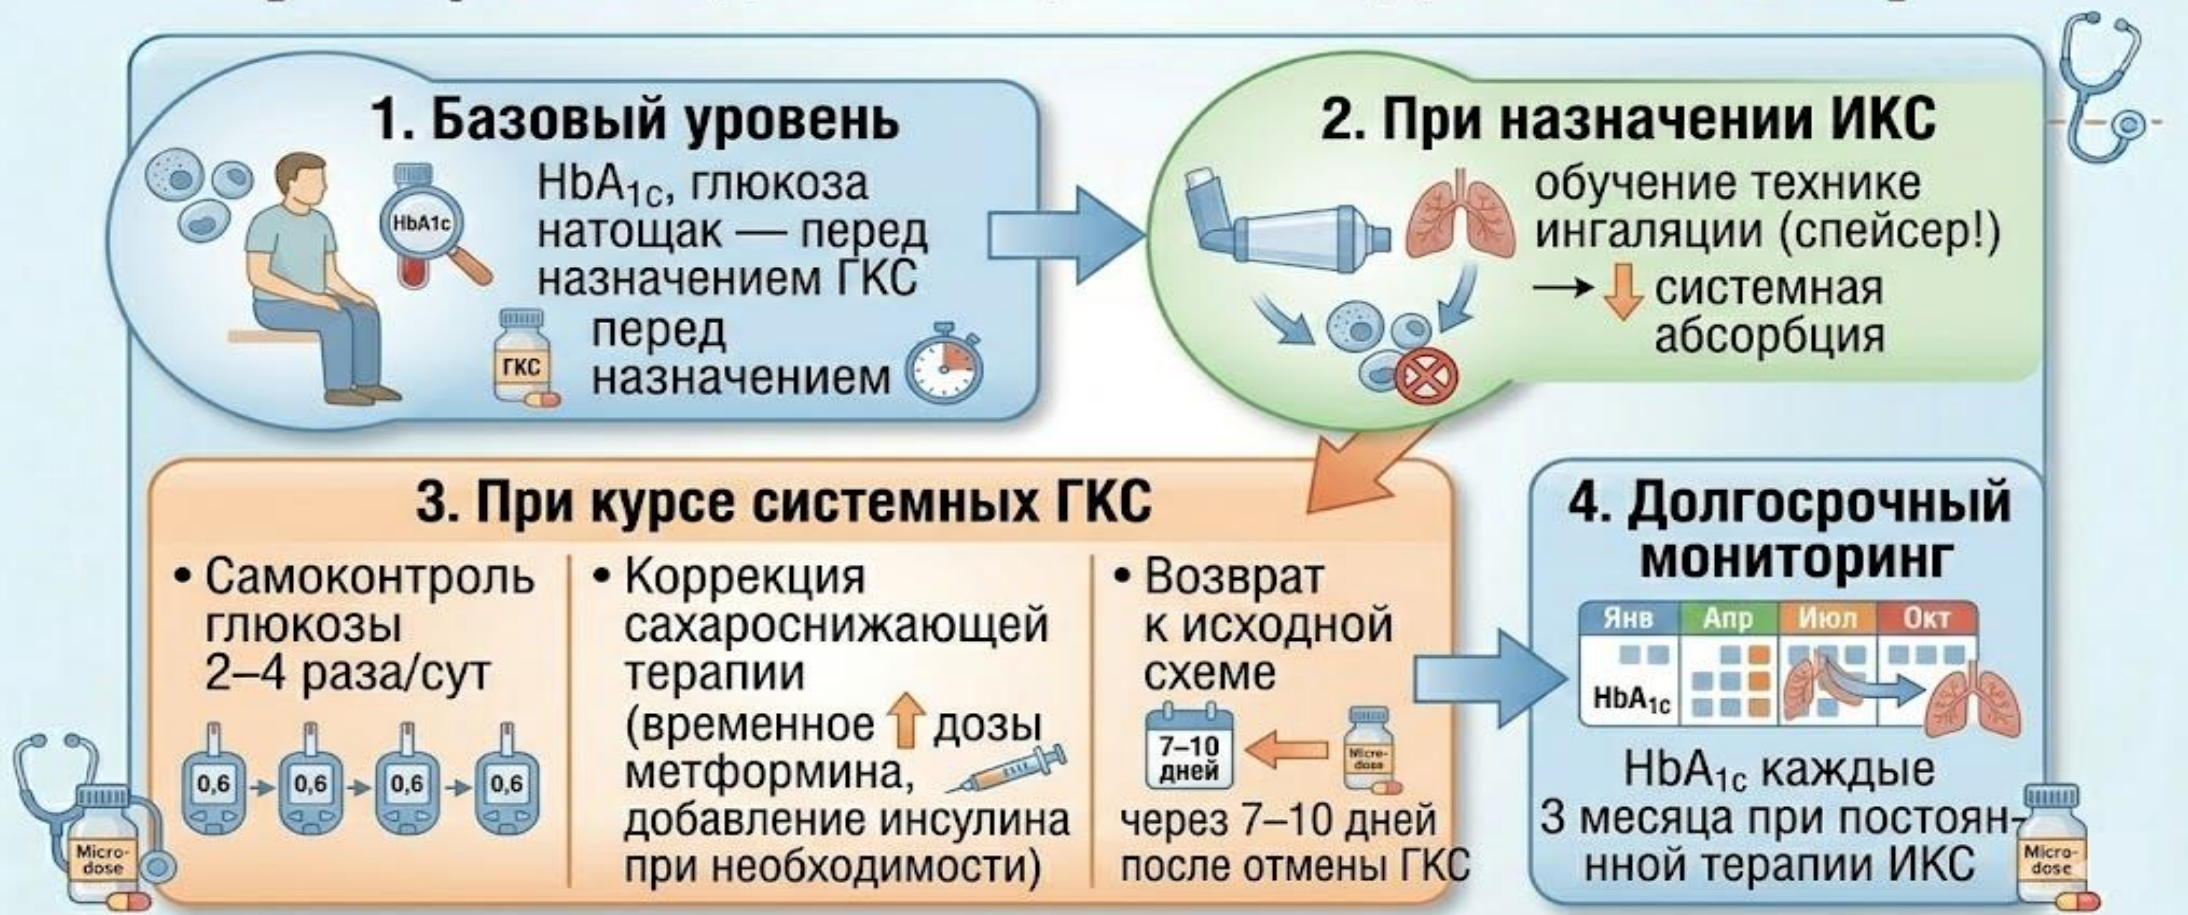 1. Базовый уровень
HbA1c, глюкоза
натощак — перед
назначением ГКС
перед
назначением
HbA1c
ГКС
2. При назначении ИКС
обучение технике
ингаляции (спейсер!)
→ системная
абсорбция
3. При курсе системных ГКС
• Самоконтроль
глюкозы
2–4 раза/сут
0,6 0,6 0,6 0,6
• Коррекция
сахароснижающей
терапии
(временное дозы
метформина,
добавление инсулина
при необходимости)
• Возврат
к исходной
схеме
7–10
дней
через 7–10 дней
после отмены ГКС
4. Долгосрочный
мониторинг
Янв Апр Июл Окт
HbA1c
HbA1c каждые
3 месяца при постоян-
нной терапии ИКС
Micro-
dose
Micro-
dose